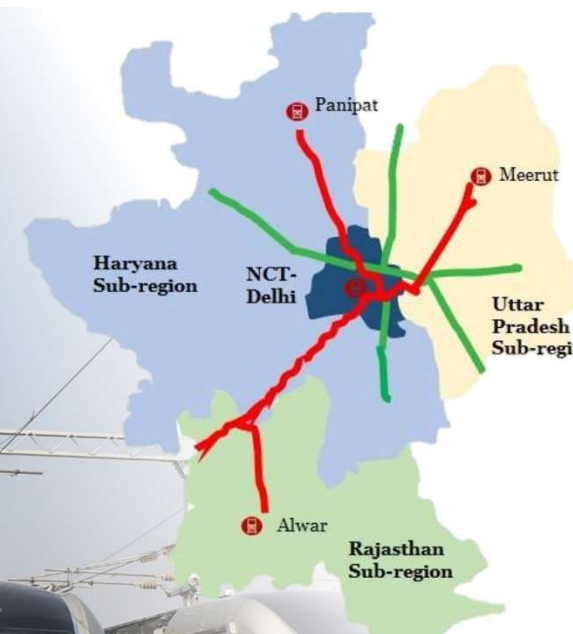 Panipat
Meerut
Haryana
Sub-region
NCT-
Delhi
Uttar
Pradesh
Sub-regi
Alwar
Rajasthan
Sub-region